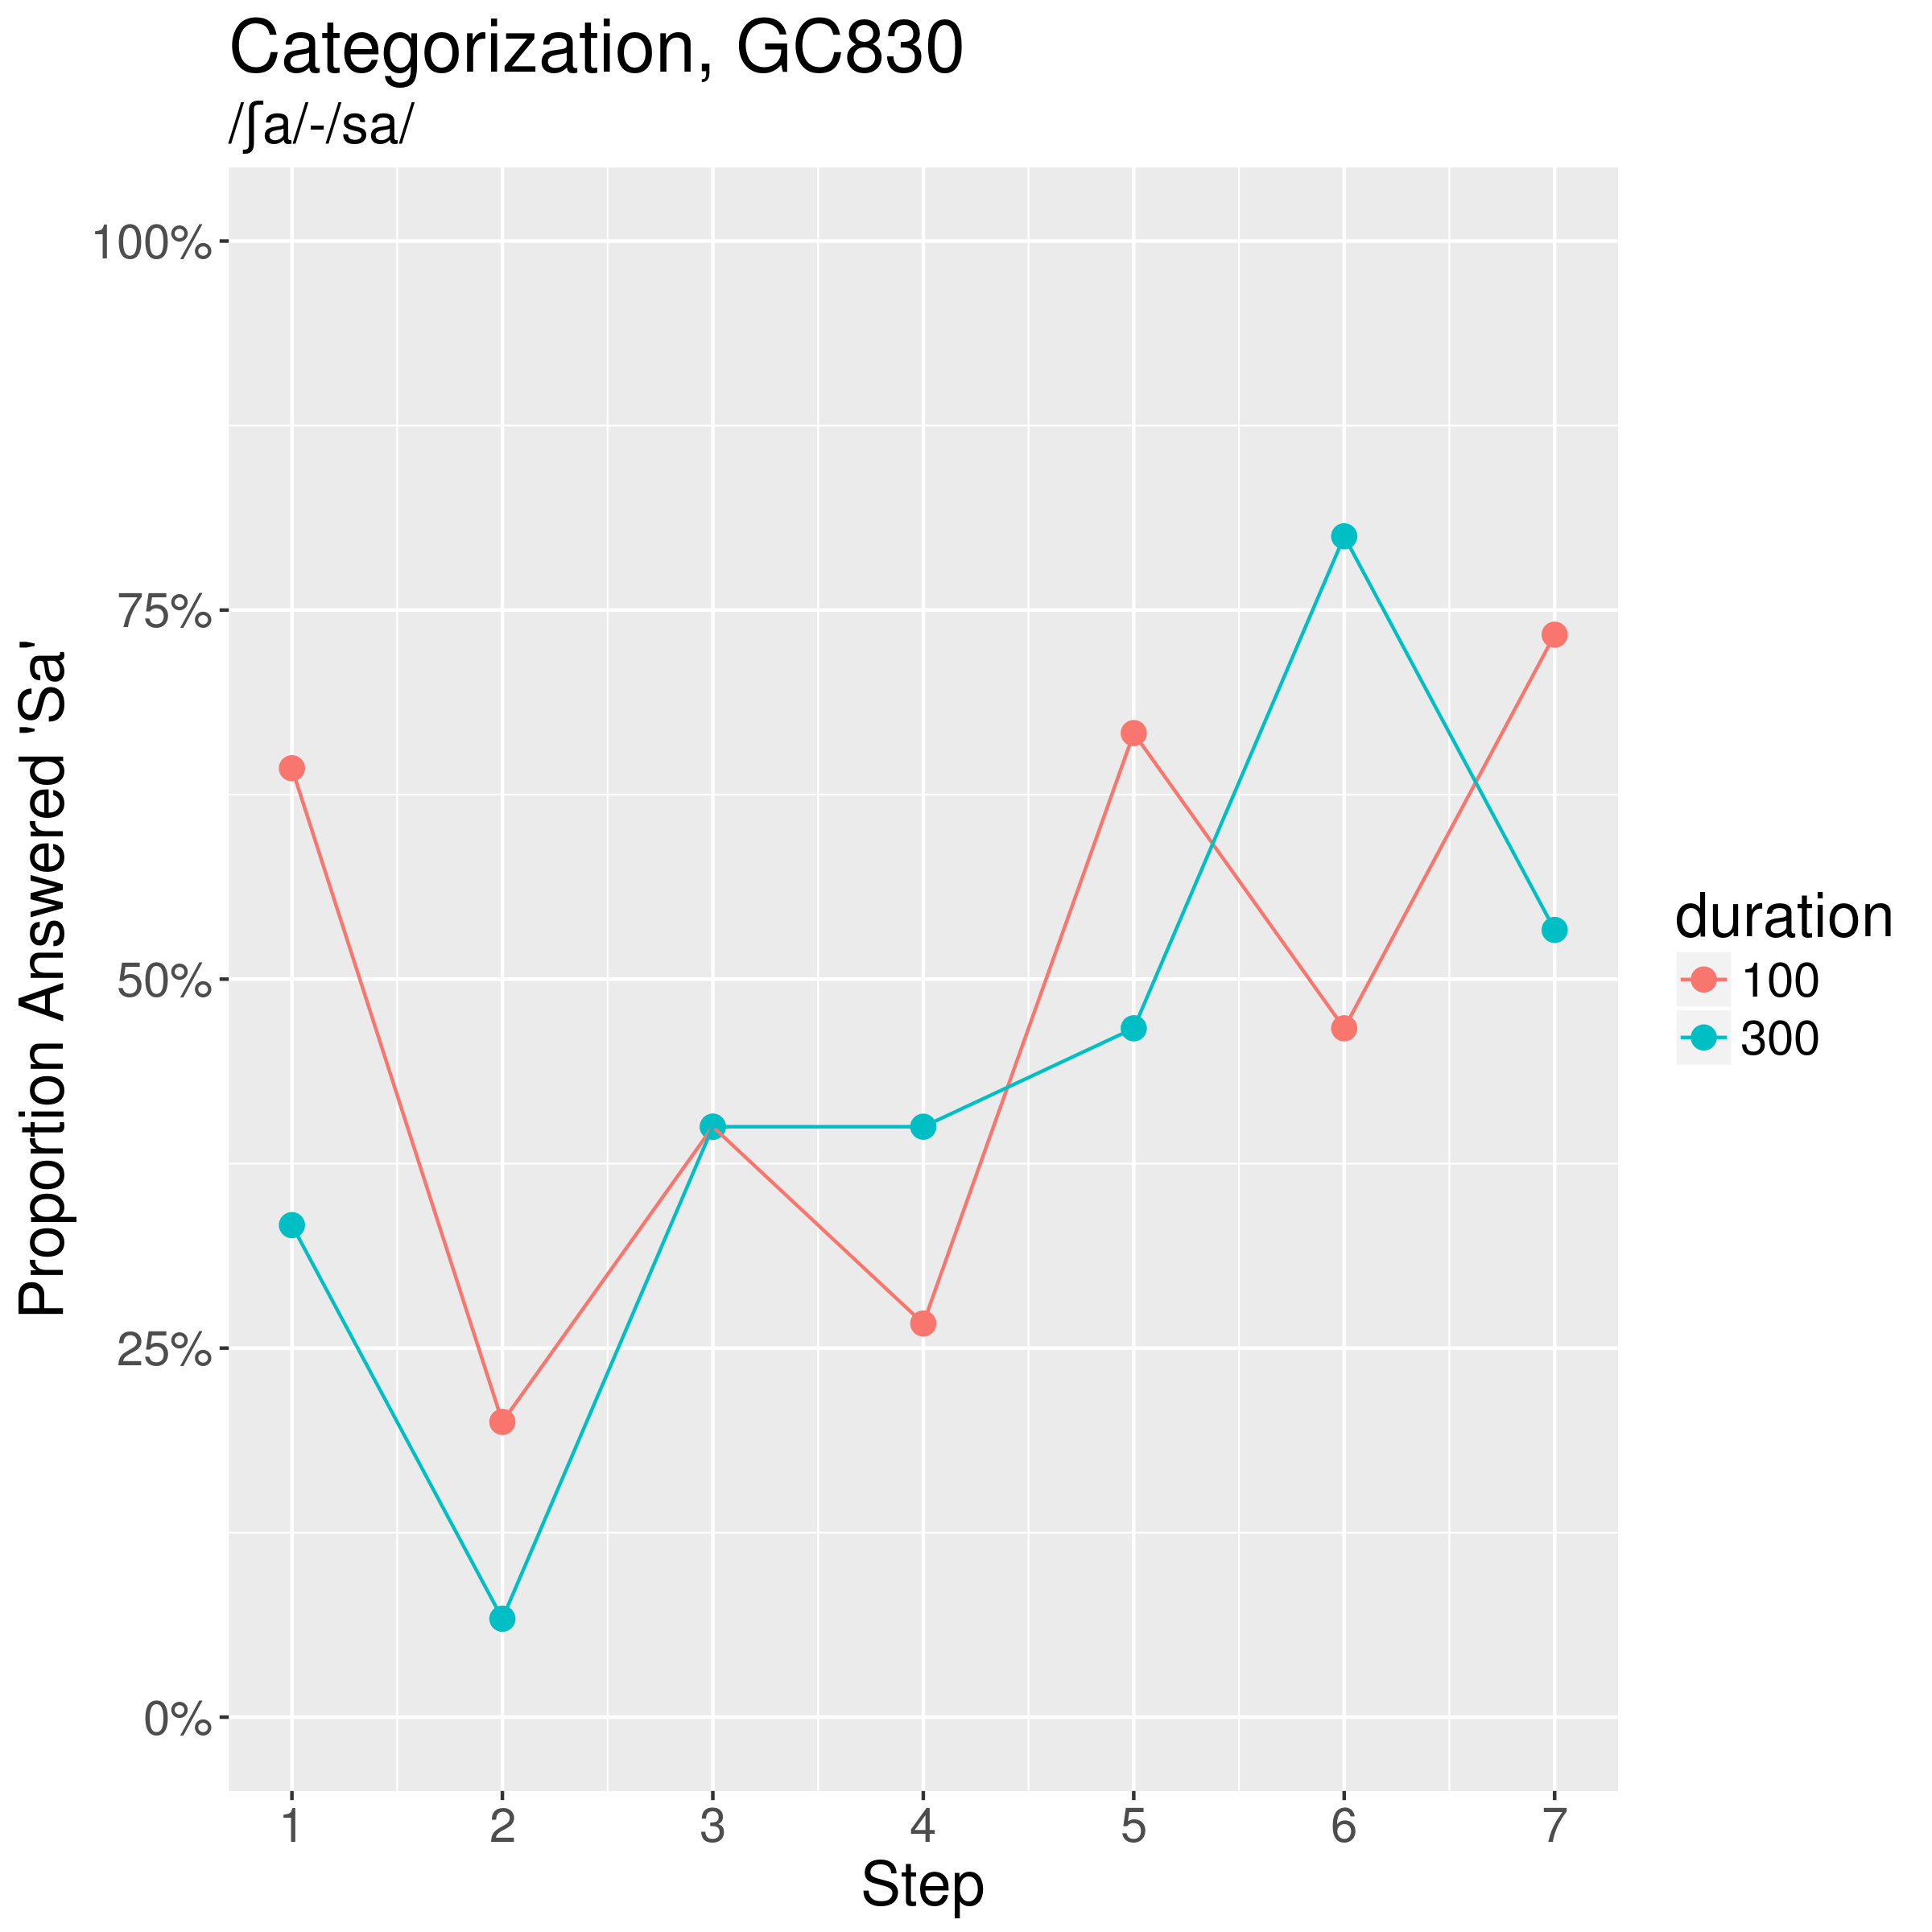 Categorization, GC830
/ʃa/-/sa/
100%
75%
50%
25%
0%
Proportion Answered 'Sa'
1 2 3 4 5 6 7
Step
duration
100
300